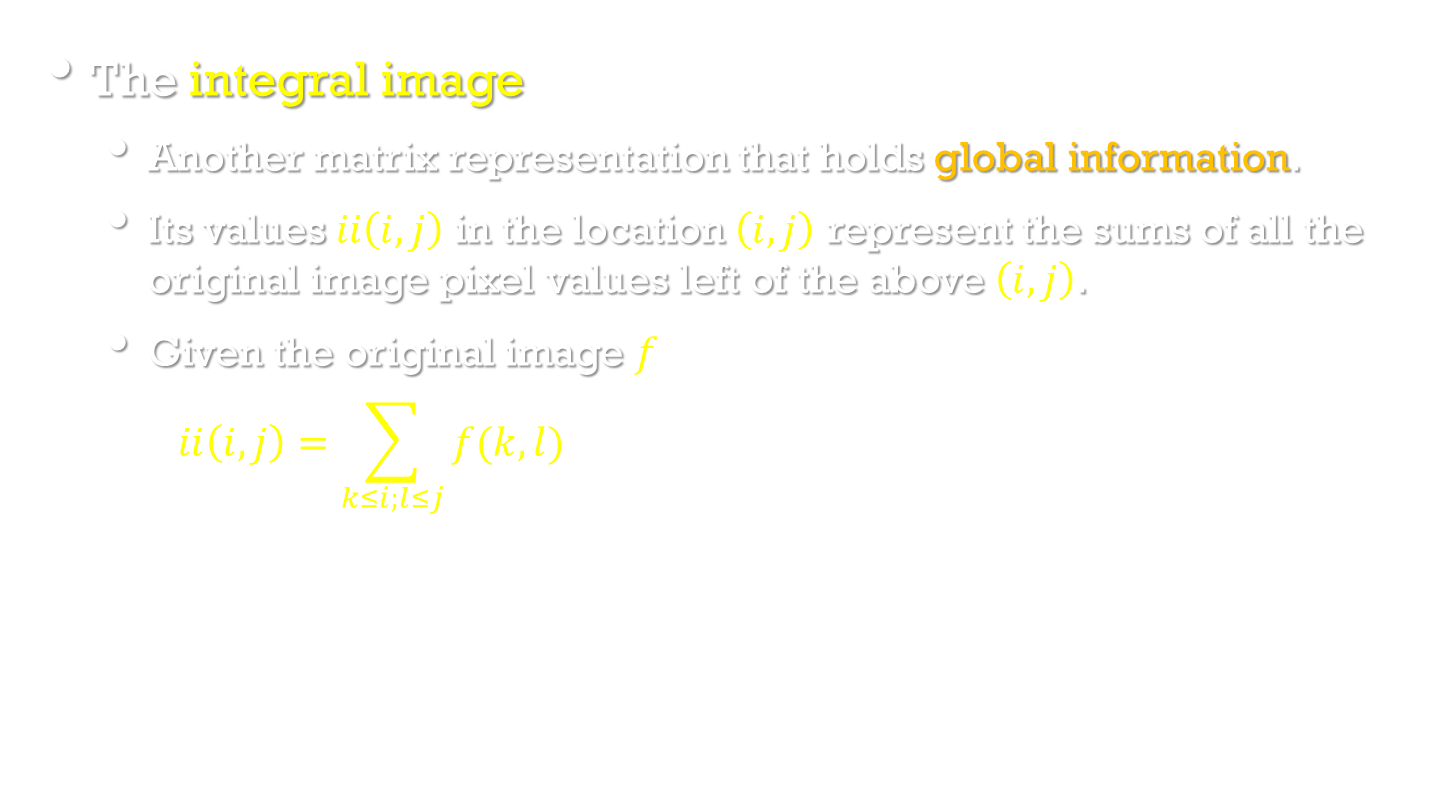 • The integral image
• Another matrix representation that holds global information.
• Its values 𝑖𝑖(𝑖,𝑗) in the location (𝑖,𝑗) represent the sums of all the
original image pixel values left of the above (𝑖,𝑗).
• Given the original image 𝑓
𝑖𝑖(𝑖,𝑗) = ∑ 𝑓(𝑘,𝑙)
𝑘≤𝑖;𝑙≤𝑗